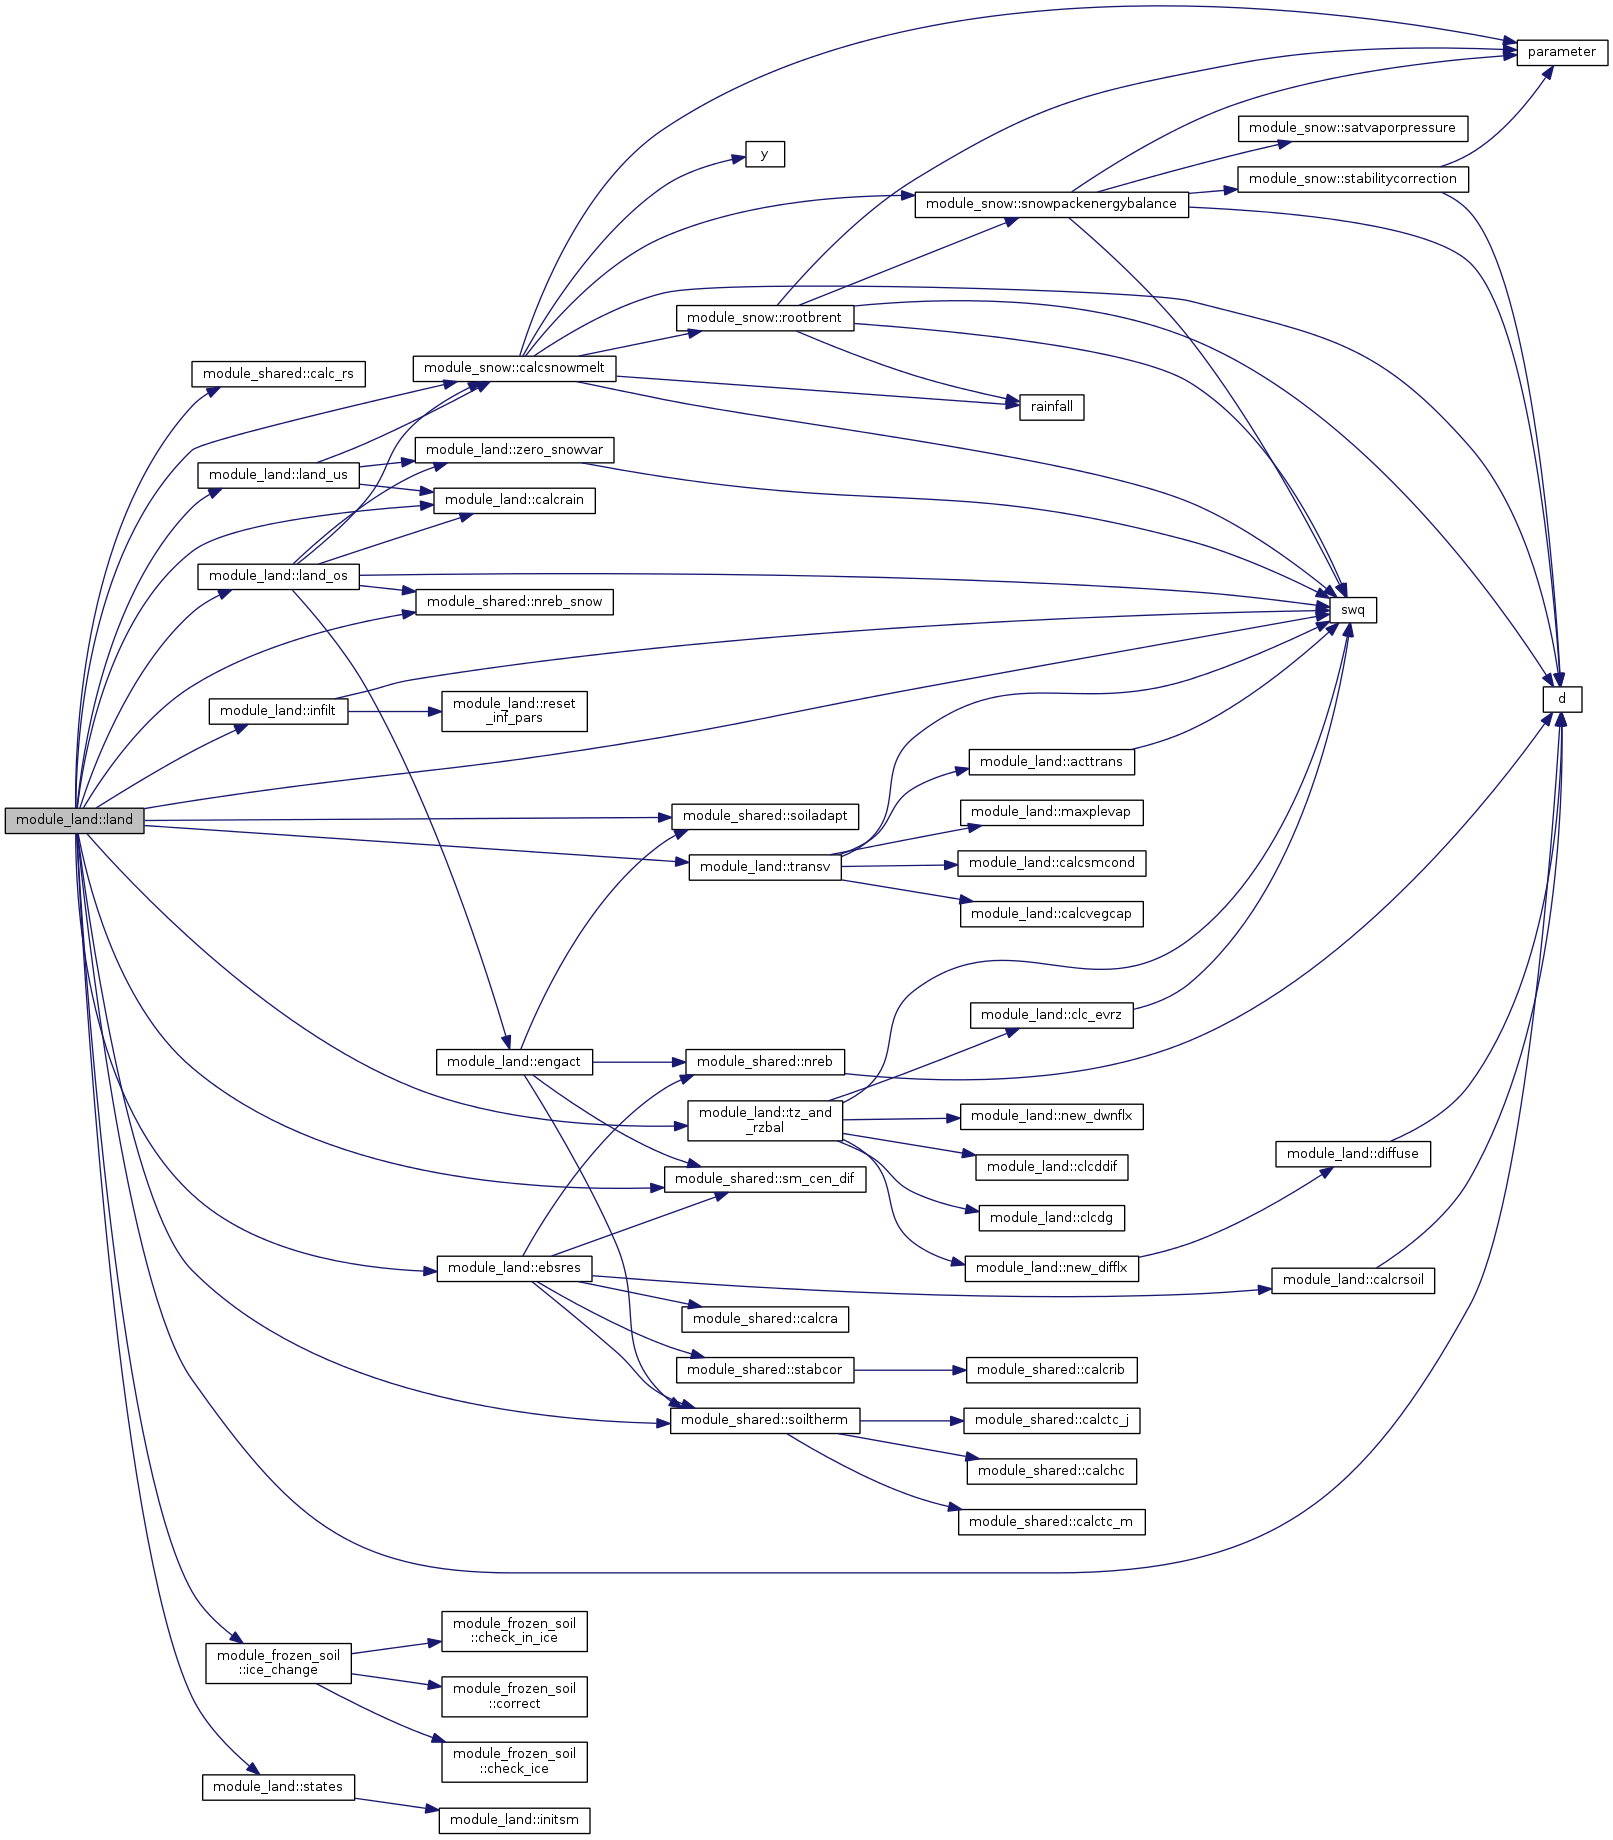 parameter
module_snow::satvaporpressure
y
module_snow::stabilitycorrection
module_snow::snowpackenergybalance
module_snow::rootbrent
module_shared::calc_rs
module_snow::calcsnowmelt
rainfall
module_land::zero_snowvar
module_land::land_us
module_land::calcrain
module_land::land_os
module_shared::nreb_snow
swq
d
module_land::infilt
module_land::reset
_inf_pars
module_land::acttrans
module_land::land
module_shared::soiladapt
module_land::maxplevap
module_land::transv
module_land::calcsmcond
module_land::calcvegcap
module_land::clc_evrz
module_land::engact
module_shared::nreb
module_land::tz_and
_rzbal
module_land::new_dwnflx
module_land::diffuse
module_land::clcddif
module_shared::sm_cen_dif
module_land::clcdg
module_land::ebsres
module_land::new_difflx
module_land::calcrsoil
module_shared::calcra
module_shared::stabcor
module_shared::calcrib
module_shared::soiltherm
module_shared::calctc_j
module_shared::calchc
module_shared::calctc_m
module_frozen_soil
::check_in_ice
module_frozen_soil
::ice_change
module_frozen_soil
::correct
module_frozen_soil
::check_ice
module_land::states
module_land::initsm